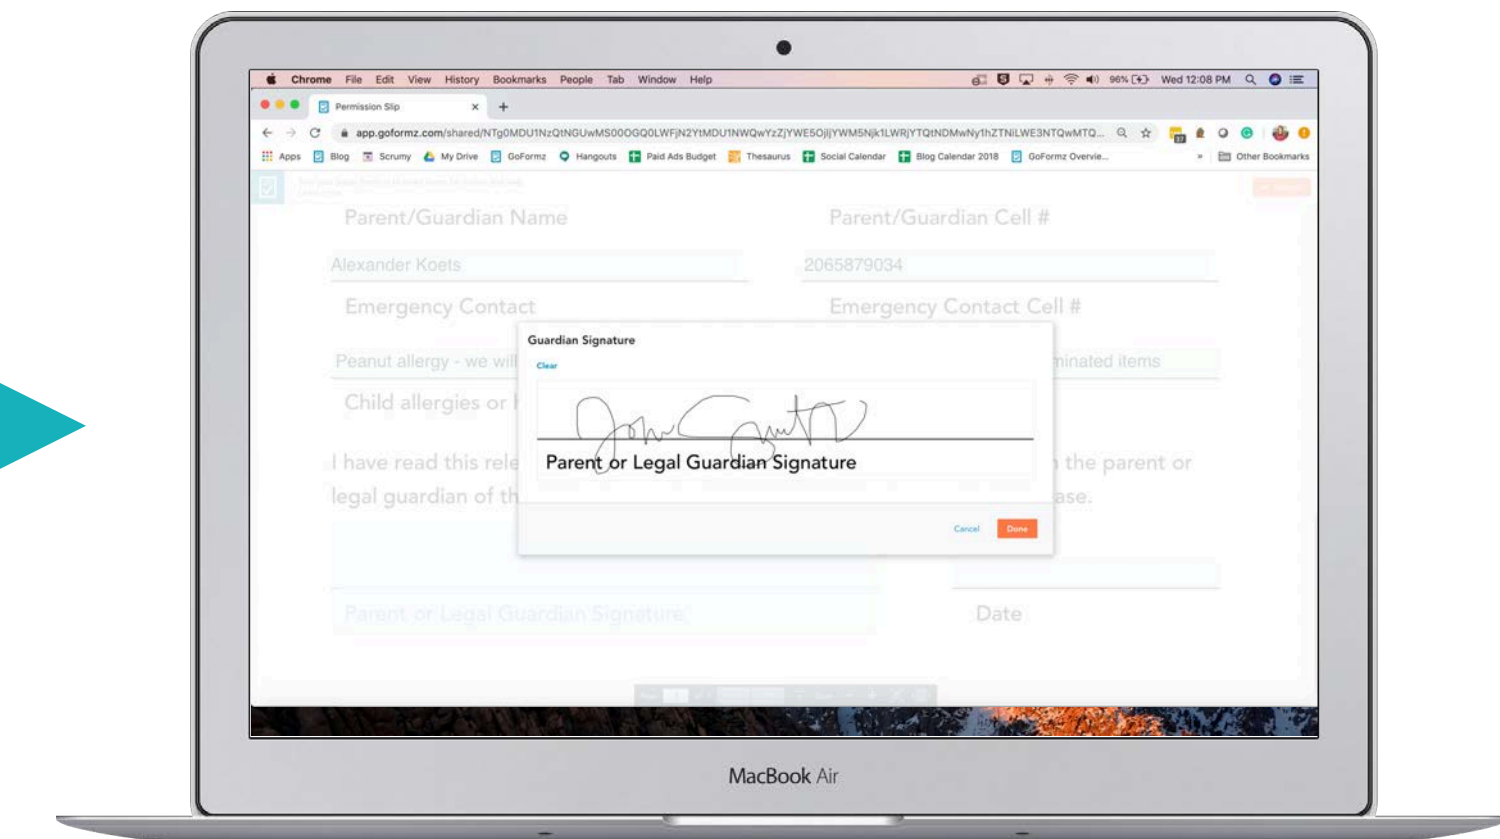 Chrome File Edit View History Bookmarks People Tab Window Help 96% Wed 12:08 PM
Permission Slip
app.goformz.com/shared/NTg0MDU1NzQtNGUwMS00OGQ0LWFjN2YtMDU1NWQwYzZjYWE5OjljYWM5Njk1LWRjYTQtNDMwNy1hZTNiLWE3NTQwMTQ...
Apps Blog Scrumy My Drive GoFormz Hangouts Paid Ads Budget Thesaurus Social Calendar Blog Calendar 2018 GoFormz Overvie... » Other Bookmarks
Parent/Guardian Name Parent/Guardian Cell #
Alexander Koets 2065879034
Emergency Contact Emergency Contact Cell #
Guardian Signature
Peanut allergy - we will minated items
Clear
Child allergies or
John
I have read this rele Parent or Legal Guardian Signature the parent or
legal guardian of th ase.
Cancel Done
Parent or Legal Guardian Signature Date
MacBook Air